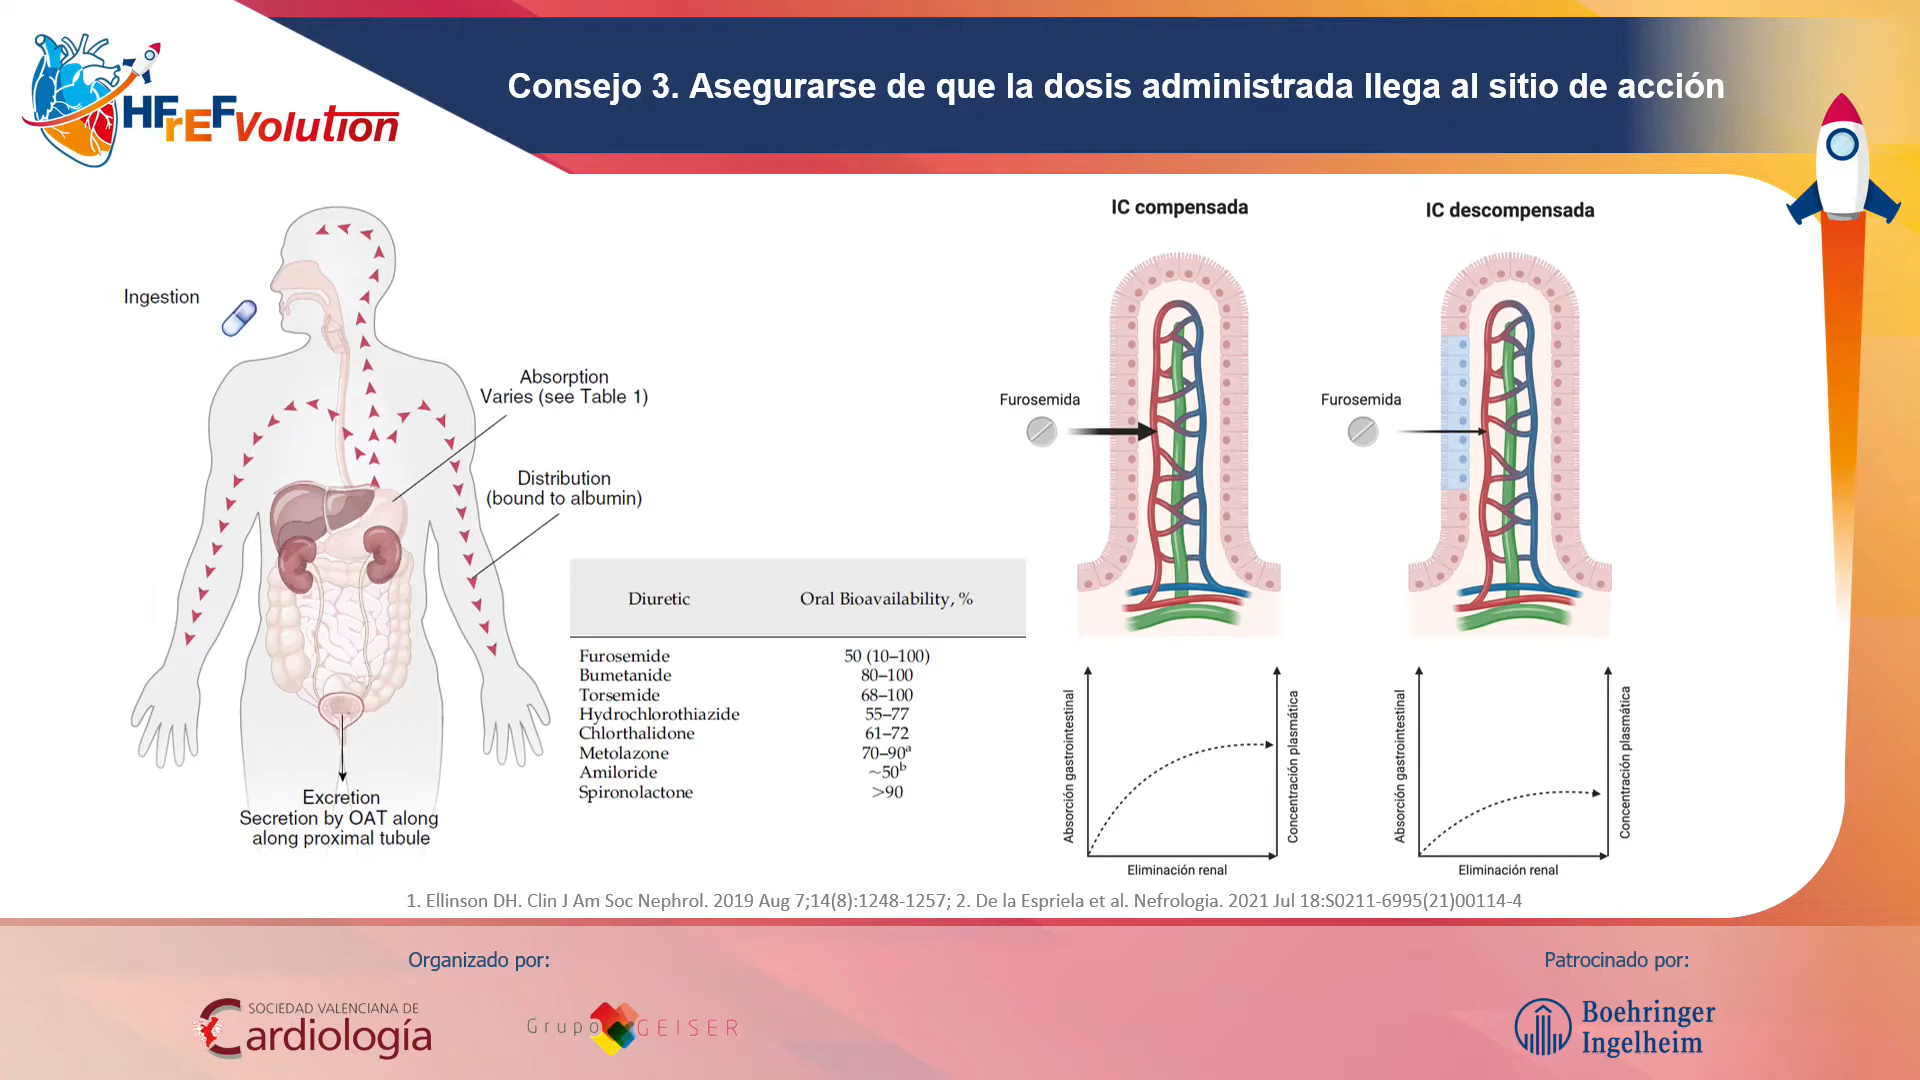 HFrEFVolution
Consejo 3. Asegurarse de que la dosis administrada llega al sitio de acción
Ingestion
Absorption
Varies (see Table 1)
Distribution
(bound to albumin)
Excretion
Secretion by OAT along
along proximal tubule
Diuretic Oral Bioavailability, %
Furosemide 50 (10–100)
Bumetanide 80–100
Torsemide 68–100
Hydrochlorothiazide 55–77
Chlorthalidone 61–72
Metolazone 70–90a
Amiloride ~50b
Spironolactone >90
IC compensada
Furosemida
Absorción gastrointestinal
Concentración plasmática
Eliminación renal
IC descompensada
Furosemida
Absorción gastrointestinal
Concentración plasmática
Eliminación renal
1. Ellinson DH. Clin J Am Soc Nephrol. 2019 Aug 7;14(8):1248-1257; 2. De la Espriela et al. Nefrologia. 2021 Jul 18:S0211-6995(21)00114-4
Organizado por:
SOCIEDAD VALENCIANA DE
Cardiología
Grupo GEISER
Patrocinado por:
Boehringer
Ingelheim